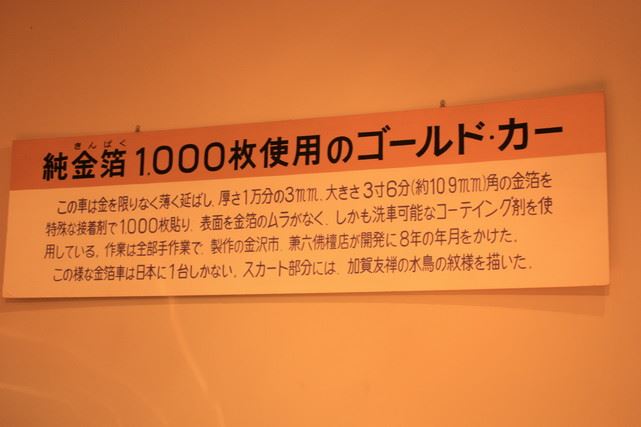 きんぱく
純金箔1.000枚使用のゴールド・カー
この車は金を限りなく薄く延ばし、厚さ1万分の3mm、大きさ3寸6分(約109mm)角の金箔を
特殊な接着剤で1000枚貼り、表面を金箔のムラがなく、しかも洗車可能なコーテイング剤を使
用している。作業は全部手作業で、製作の金沢市、兼六佛檀店が開発に8年の年月をかけた。
この様な金箔車は日本に1台しかない。スカート部分には、加賀友禅の水鳥の紋様を描いた。